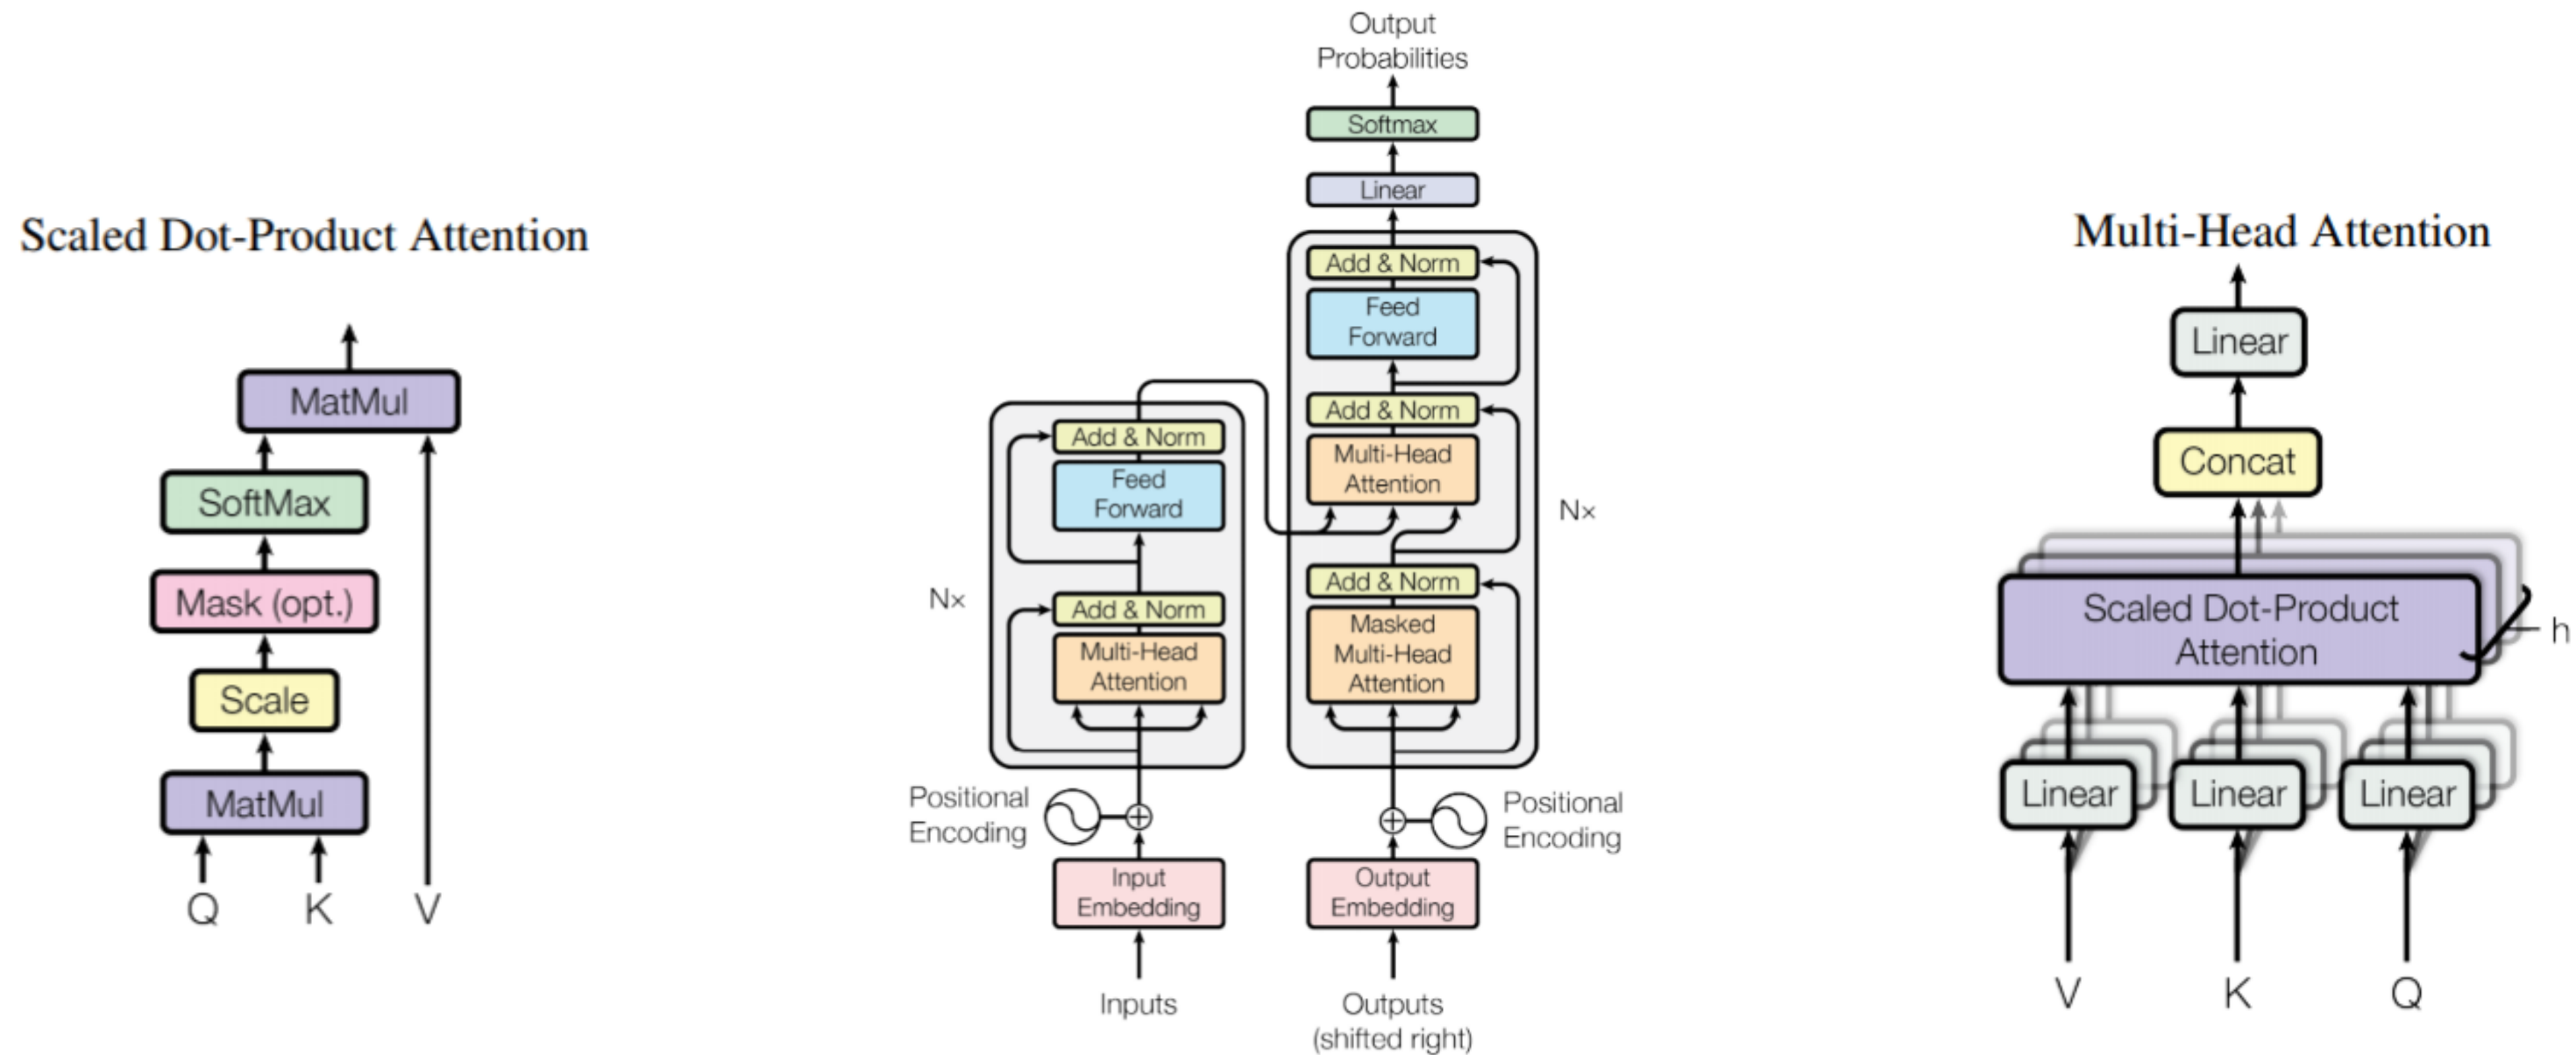 Scaled Dot-Product Attention
MatMul
SoftMax
Mask (opt.)
Scale
MatMul
Q K V
Output
Probabilities
Softmax
Linear
Add & Norm
Feed
Forward
Add & Norm
Multi-Head
Attention
Add & Norm
Masked
Multi-Head
Attention
Nx
Add & Norm
Feed
Forward
Add & Norm
Multi-Head
Attention
Nx
Positional
Encoding
Positional
Encoding
Input
Embedding
Output
Embedding
Inputs
Outputs
(shifted right)
Multi-Head Attention
Linear
Concat
Scaled Dot-Product
Attention
h
Linear Linear Linear
V K Q